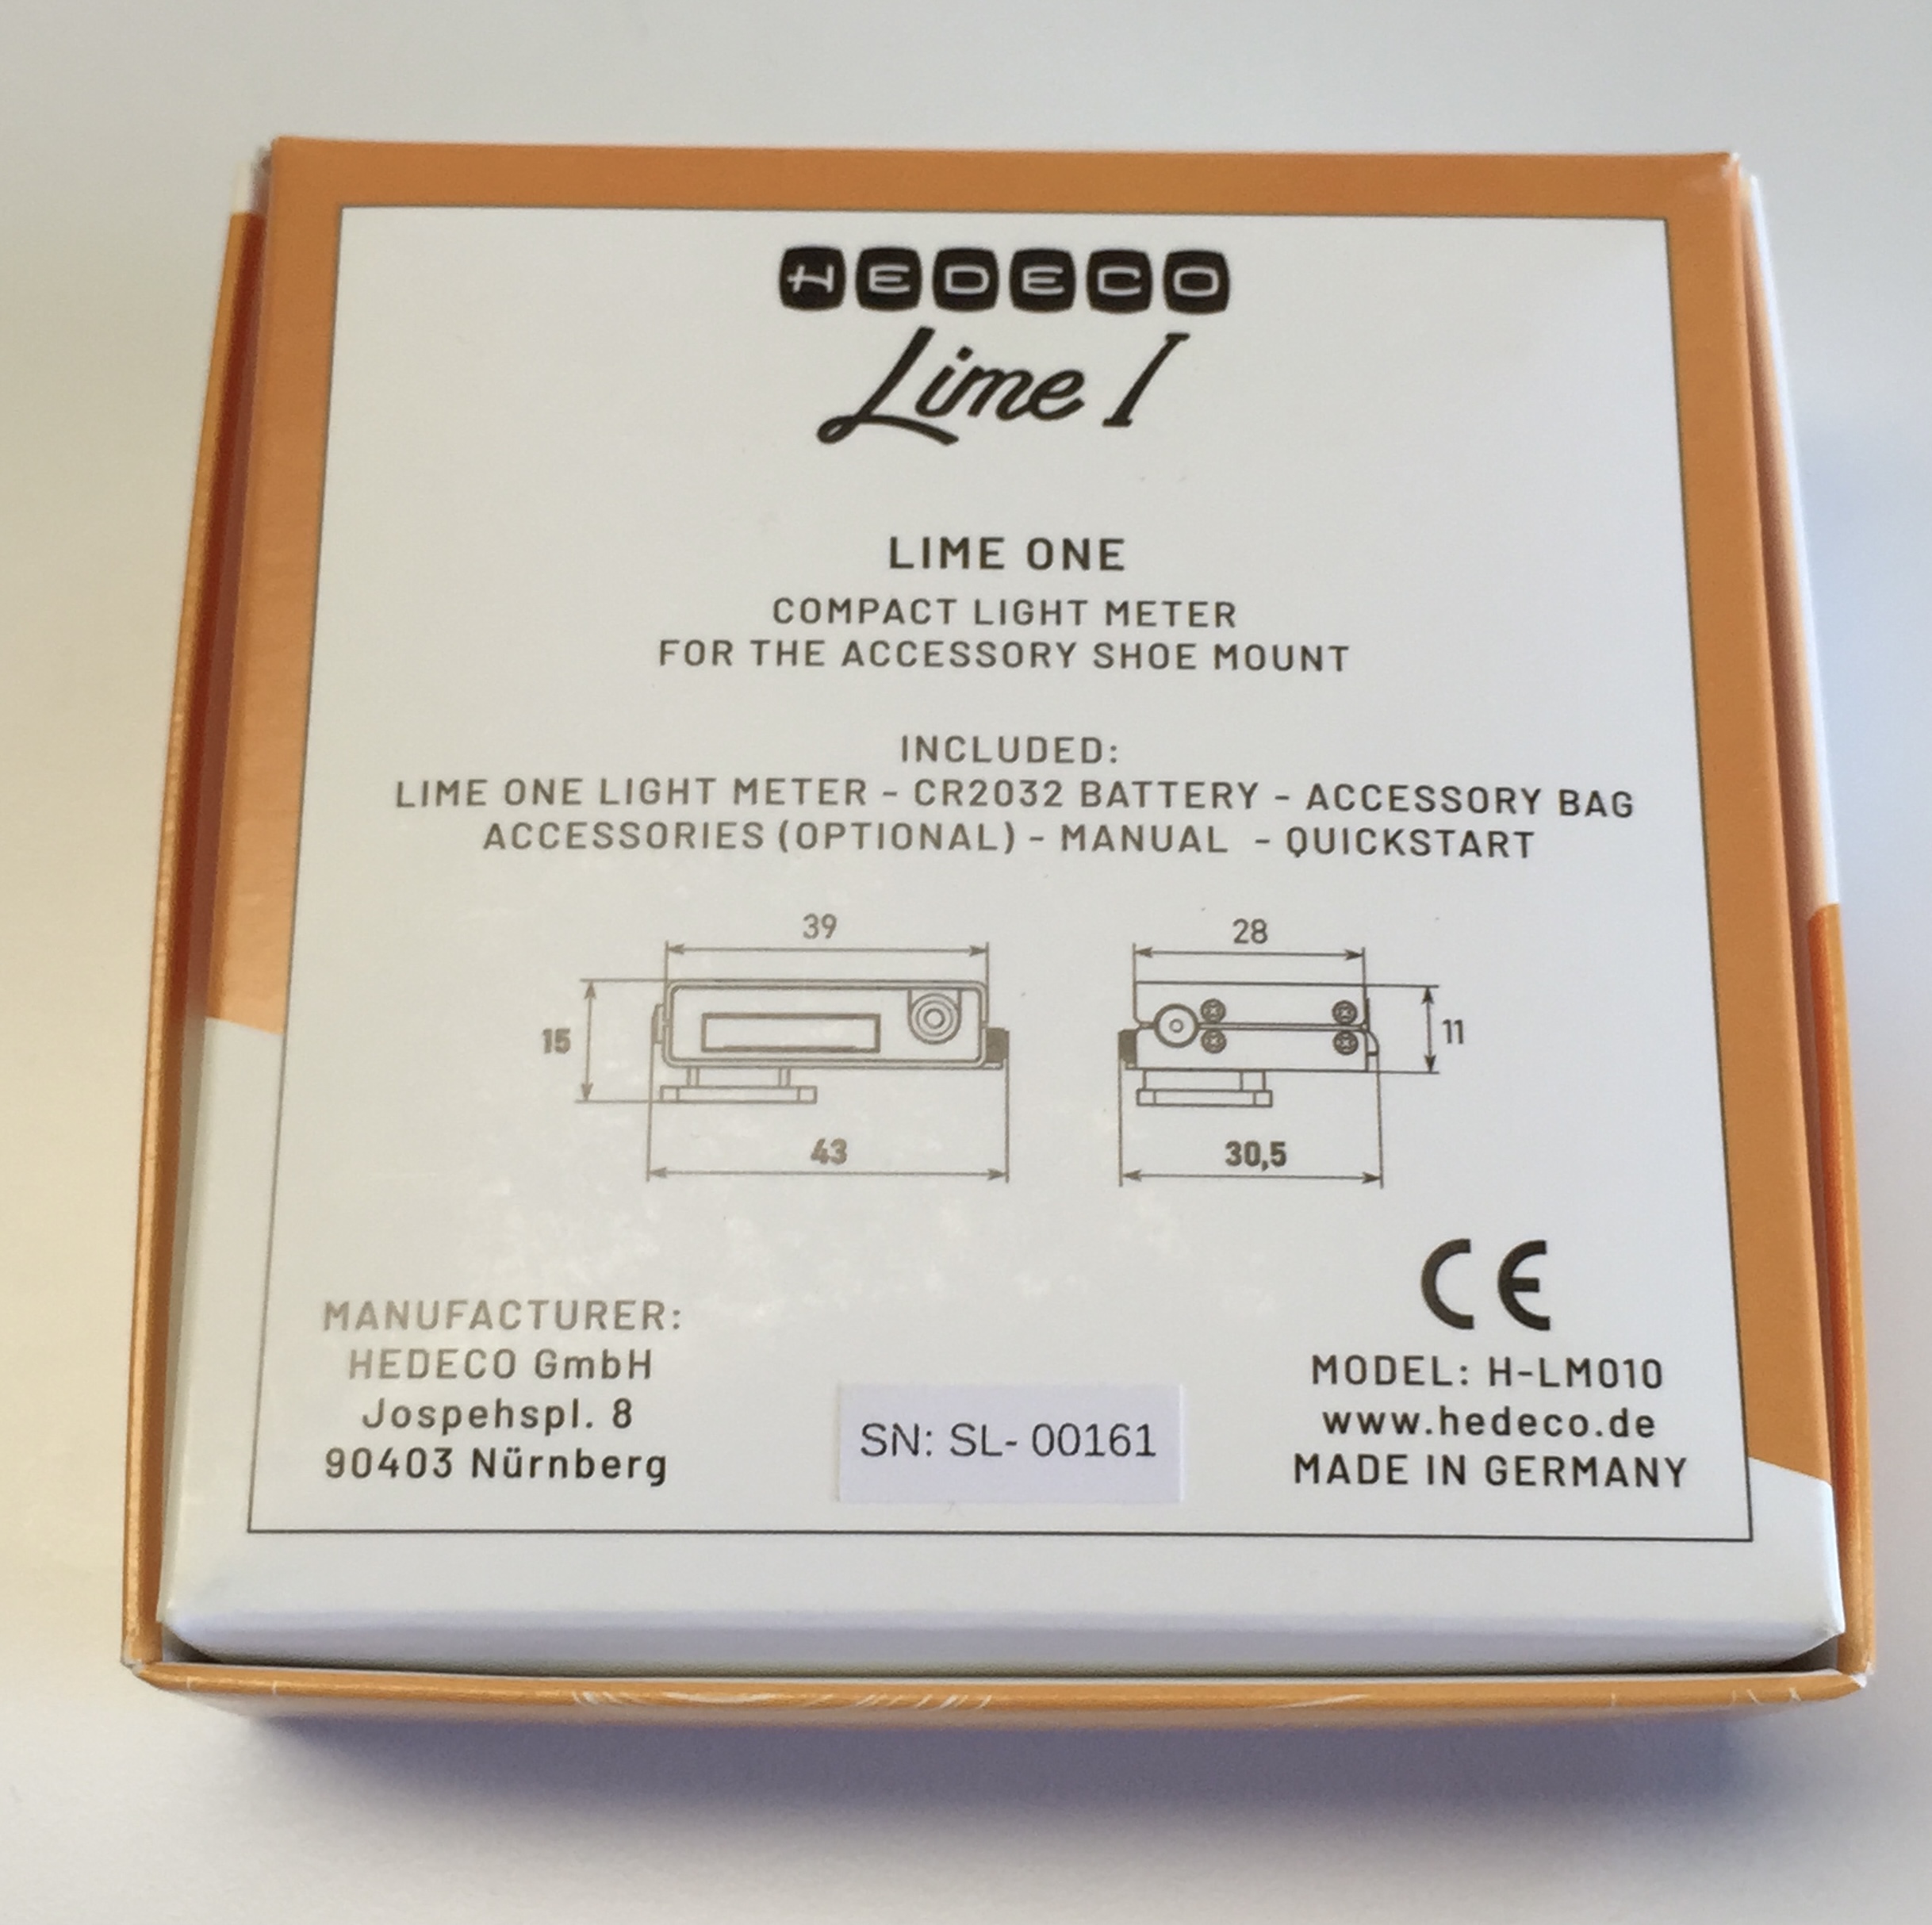 HEDECO
Lime I
LIME ONE
COMPACT LIGHT METER
FOR THE ACCESSORY SHOE MOUNT
INCLUDED:
LIME ONE LIGHT METER - CR2032 BATTERY - ACCESSORY BAG
ACCESSORIES (OPTIONAL) - MANUAL - QUICKSTART
39
28
15
11
43
30,5
MANUFACTURER:
HEDECO GmbH
Jospehspl. 8
90403 Nürnberg
SN: SL- 00161
CE
MODEL: H-LM010
www.hedeco.de
MADE IN GERMANY